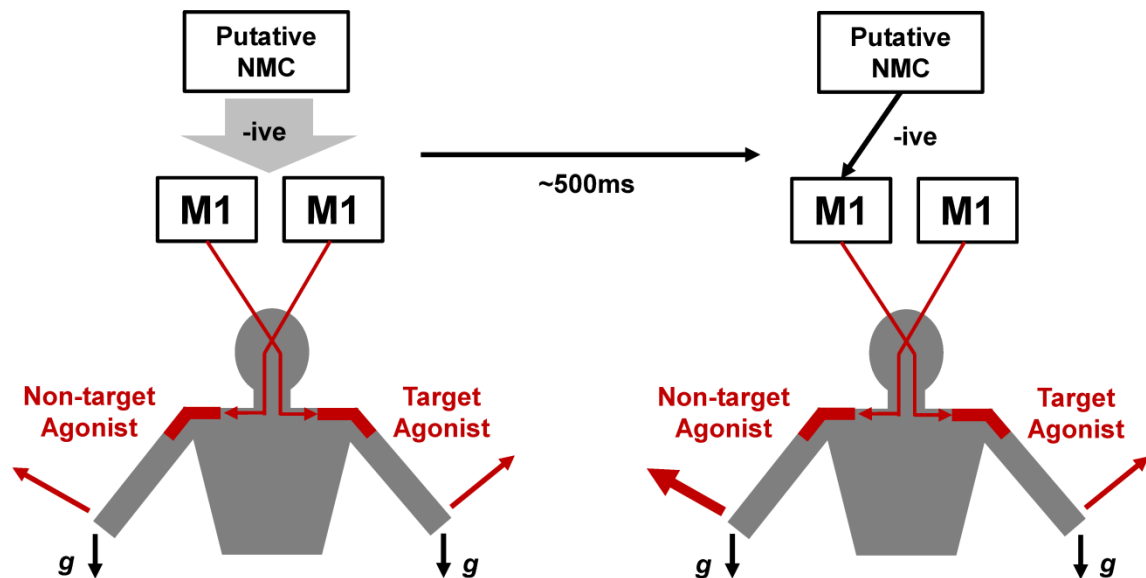 Putative
NMC
-ive
M1
M1
Non-target
Agonist
Target
Agonist
g
g
~500ms
Putative
NMC
-ive
M1
M1
Non-target
Agonist
Target
Agonist
g
g